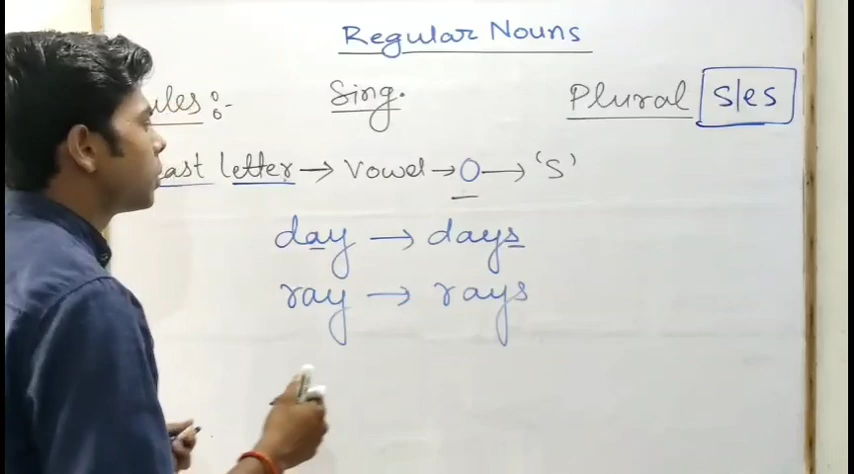 Regular Nouns
ules :- Sing. Plural s/es
ast letter → Vowel → O → 's'
day → days
ray → rays